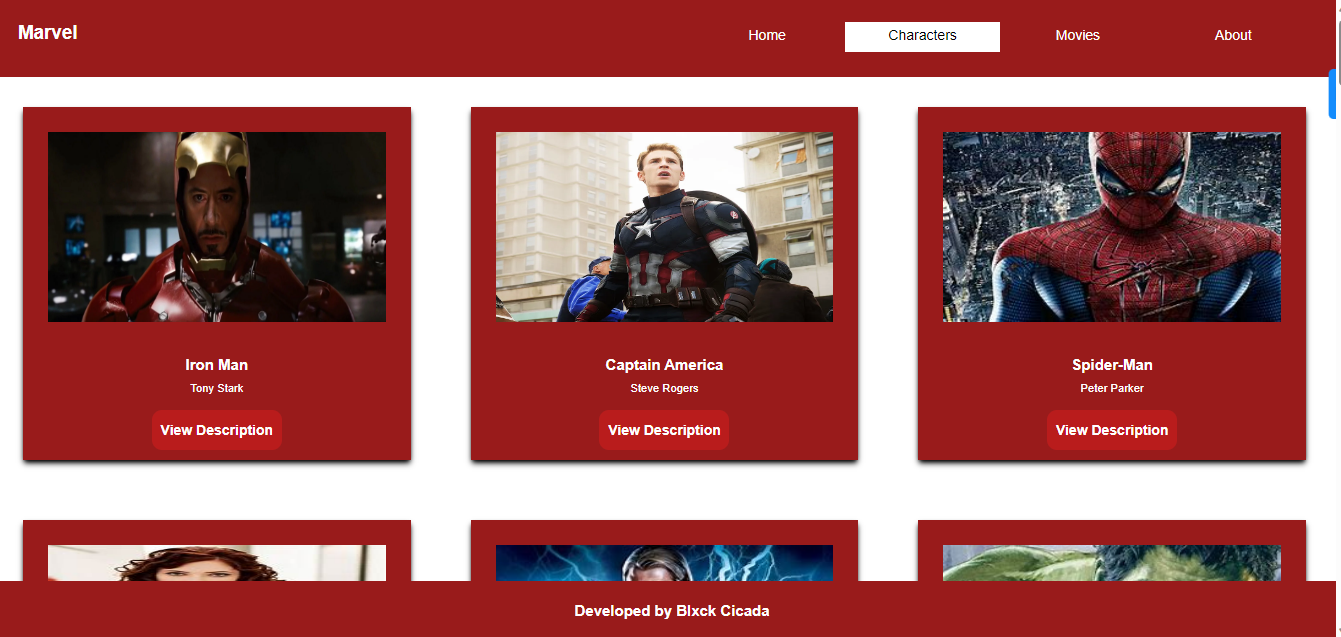 Marvel
Home
Characters
Movies
About
Iron Man
Tony Stark
View Description
Captain America
Steve Rogers
View Description
Spider-Man
Peter Parker
View Description
Developed by Blxck Cicada